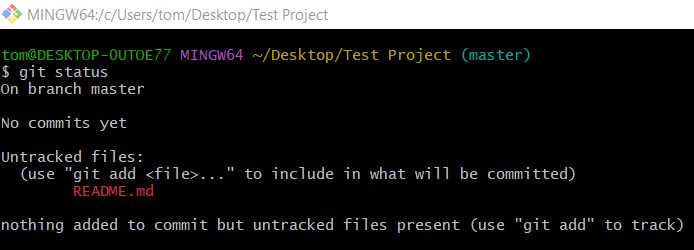 MINGW64:/c/Users/tom/Desktop/Test Project
tom@DESKTOP-OUTOE77 MINGW64 ~/Desktop/Test Project (master)
$ git status
On branch master
No commits yet
Untracked files:
  (use "git add <file>..." to include in what will be committed)
        README.md
nothing added to commit but untracked files present (use "git add" to track)